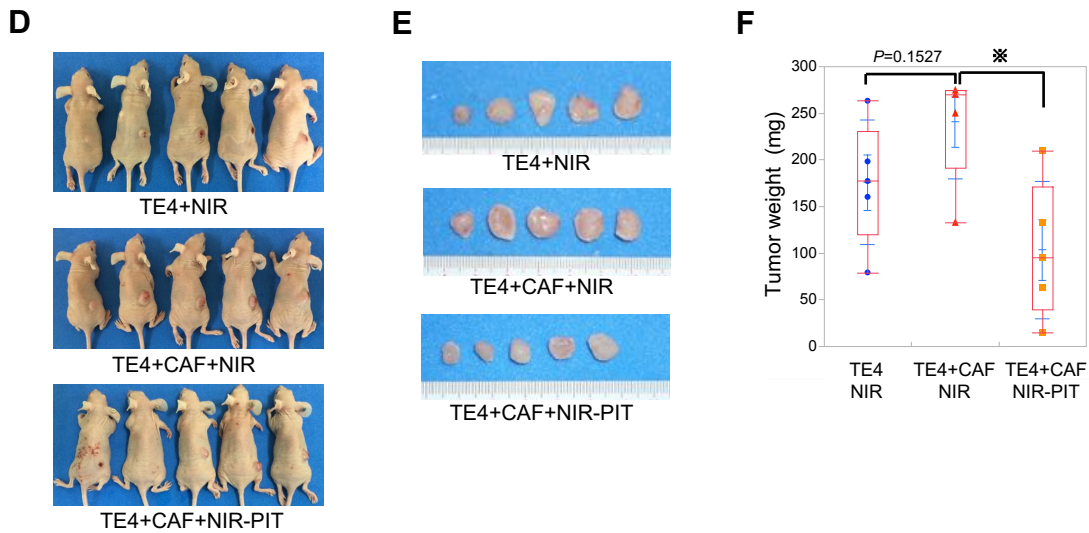 D
TE4+NIR
TE4+CAF+NIR
TE4+CAF+NIR-PIT
E
TE4+NIR
TE4+CAF+NIR
TE4+CAF+NIR-PIT
F
P=0.1527
※
Tumor weight (mg)
300
250
200
150
100
50
0
TE4
NIR
TE4+CAF
NIR
TE4+CAF
NIR-PIT